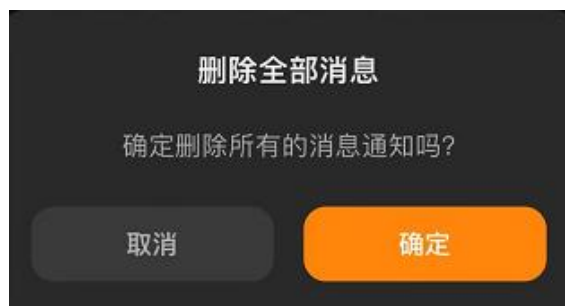 删除全部消息
确定删除所有的消息通知吗?
取消
确定